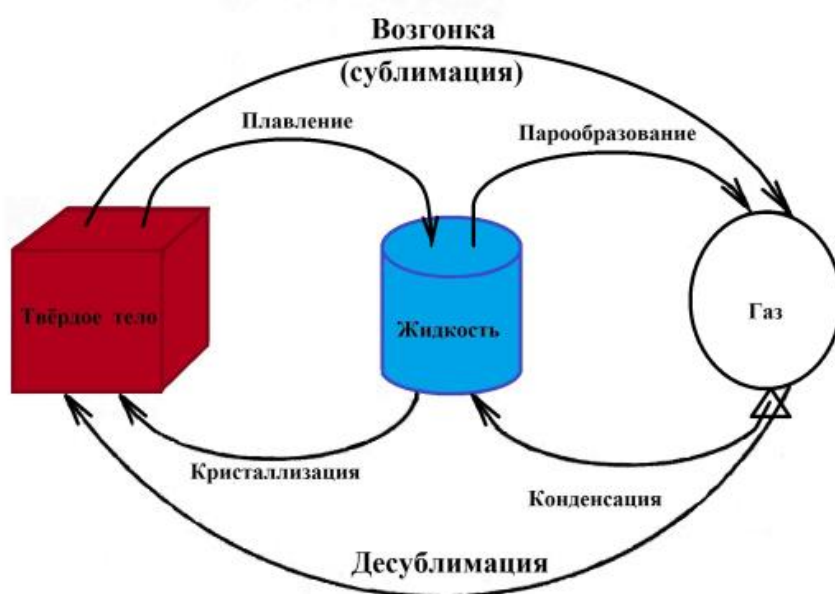 Возгонка
(сублимация)
Плавление
Парообразование
Твёрдое тело
Жидкость
Газ
Кристаллизация
Конденсация
Десублимация